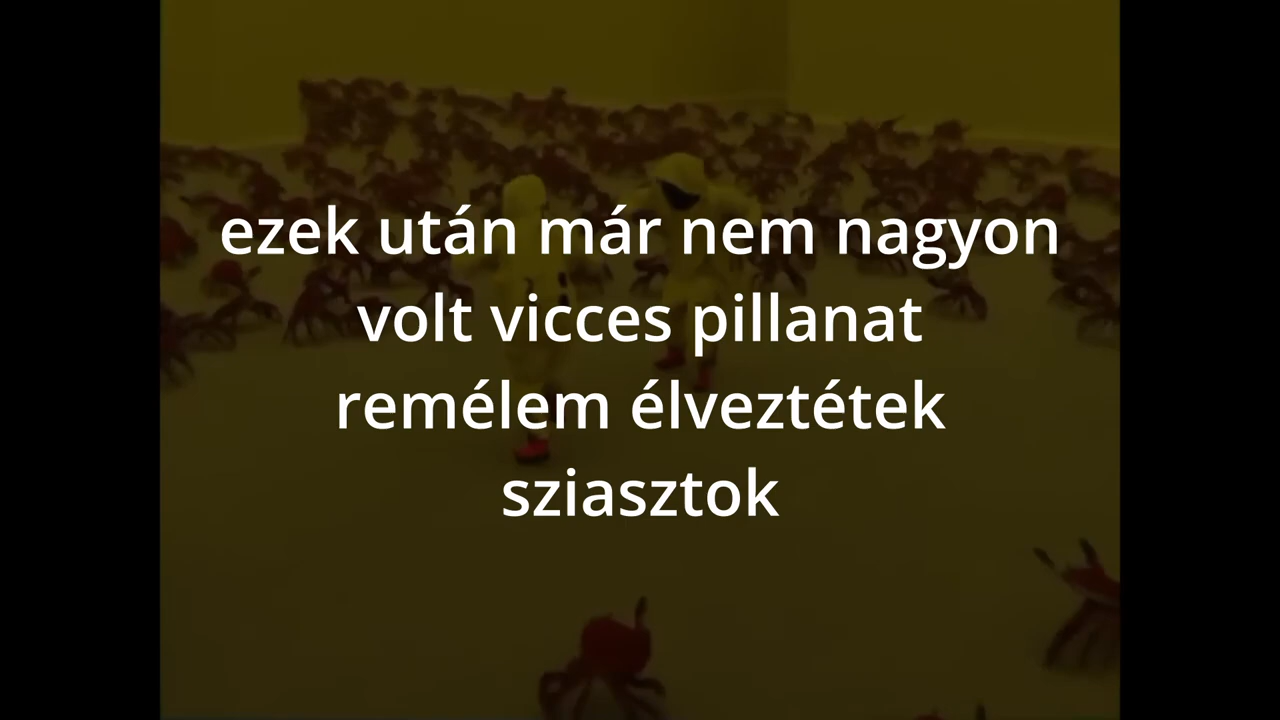 ezek után már nem nagyon
volt vicces pillanat
remélem élveztétek
sziasztok